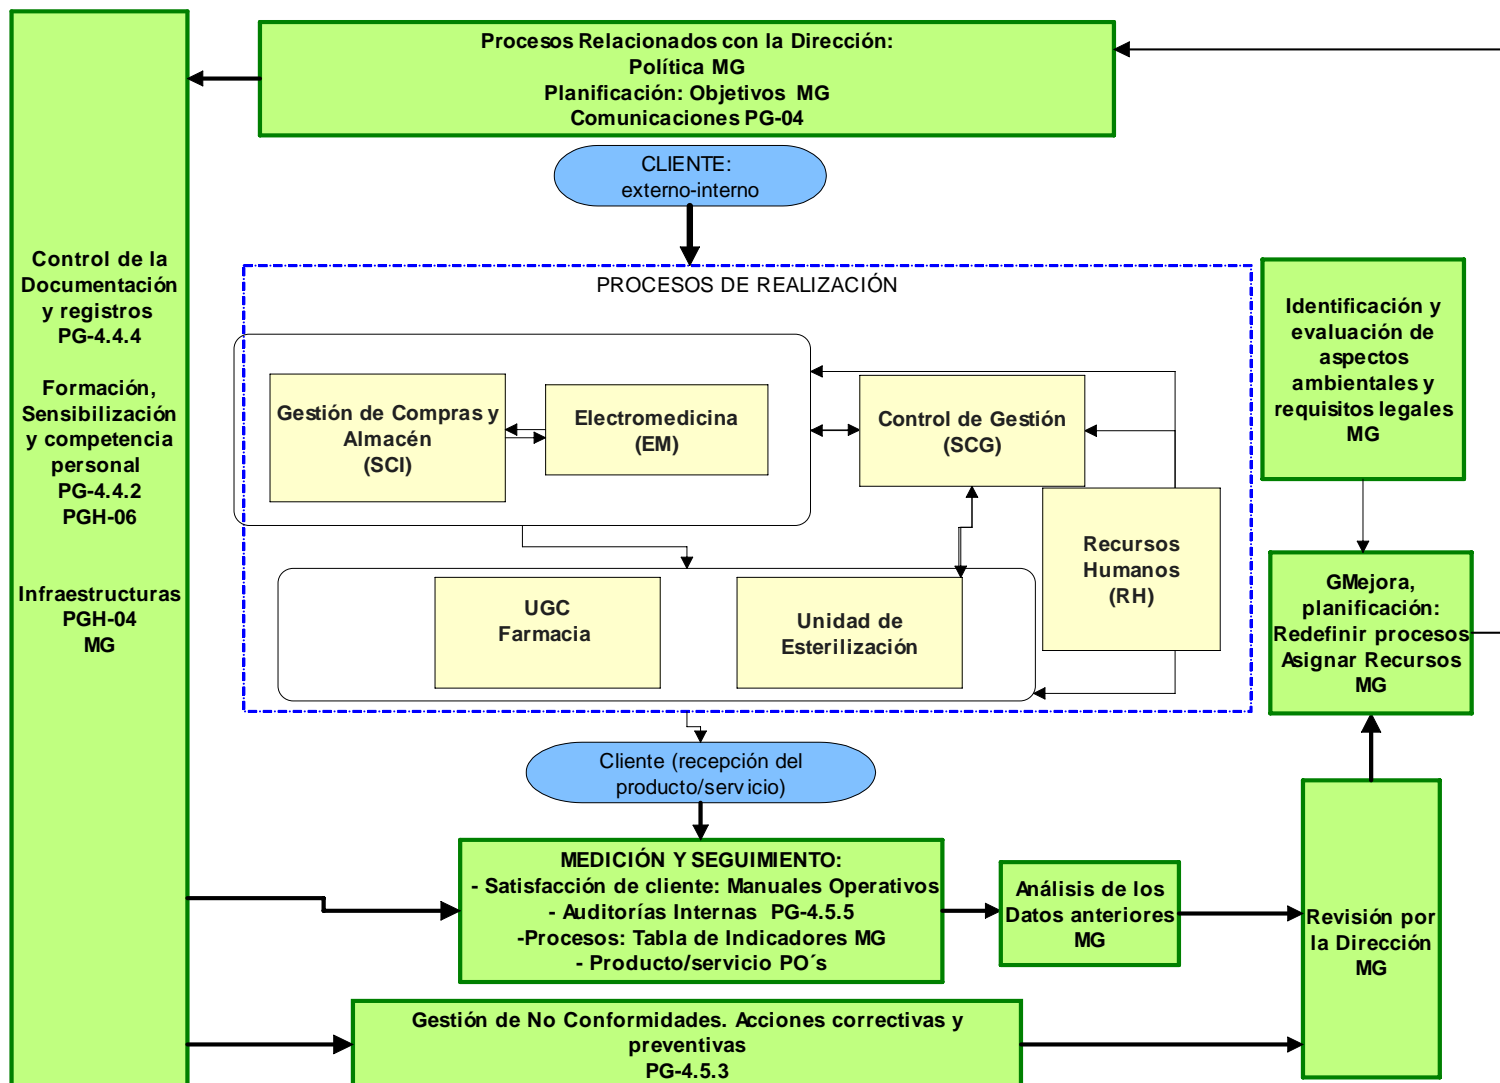 Procesos Relacionados con la Dirección:
Política MG
Planificación: Objetivos MG
Comunicaciones PG-04
CLIENTE:
externo-interno
Control de la
Documentación
y registros
PG-4.4.4
Formación,
Sensibilización
y competencia
personal
PG-4.4.2
PGH-06
Infraestructuras
PGH-04
MG
PROCESOS DE REALIZACIÓN
Gestión de Compras y
Almacén
(SCI)
Electromedicina
(EM)
Control de Gestión
(SCG)
Recursos
Humanos
(RH)
UGC
Farmacia
Unidad de
Esterilización
Identificación y
evaluación de
aspectos
ambientales y
requisitos legales
MG
GMejora,
planificación:
Redefinir procesos
Asignar Recursos
MG
Cliente (recepción del
producto/servicio)
MEDICIÓN Y SEGUIMIENTO:
- Satisfacción de cliente: Manuales Operativos
- Auditorías Internas PG-4.5.5
-Procesos: Tabla de Indicadores MG
- Producto/servicio PO´s
Análisis de los
Datos anteriores
MG
Revisión por
la Dirección
MG
Gestión de No Conformidades. Acciones correctivas y
preventivas
PG-4.5.3